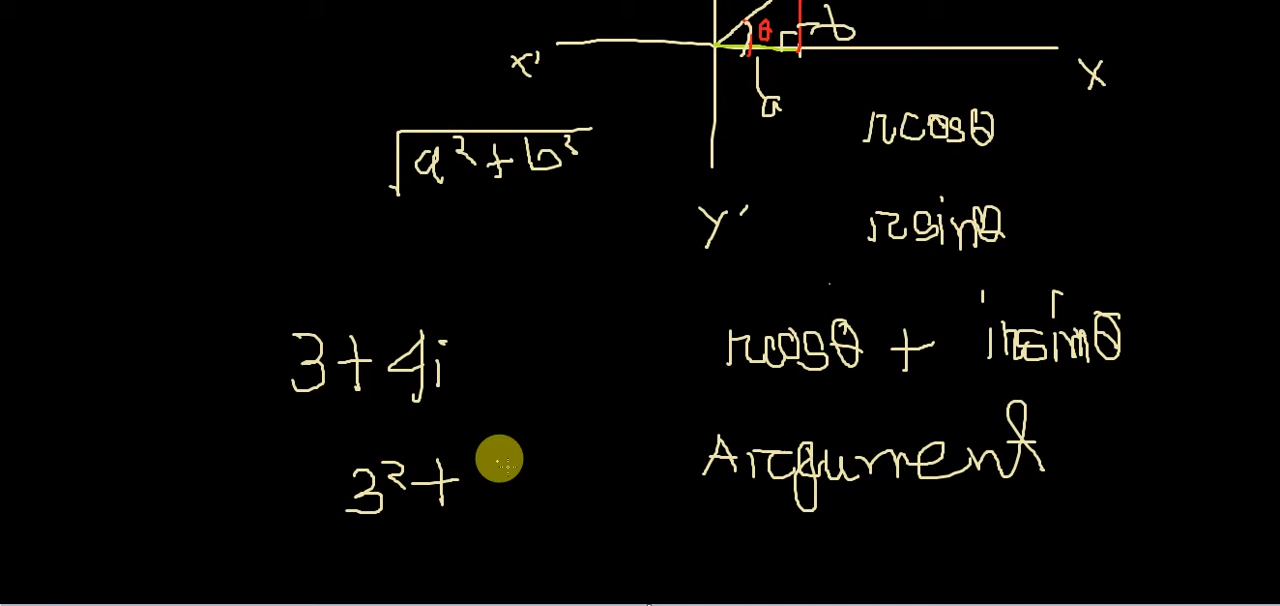 θ b
X' X
a
rcosθ
√a²+b²
Y' rsinθ
3+4i rcosθ + irsinθ
3²+ Argument